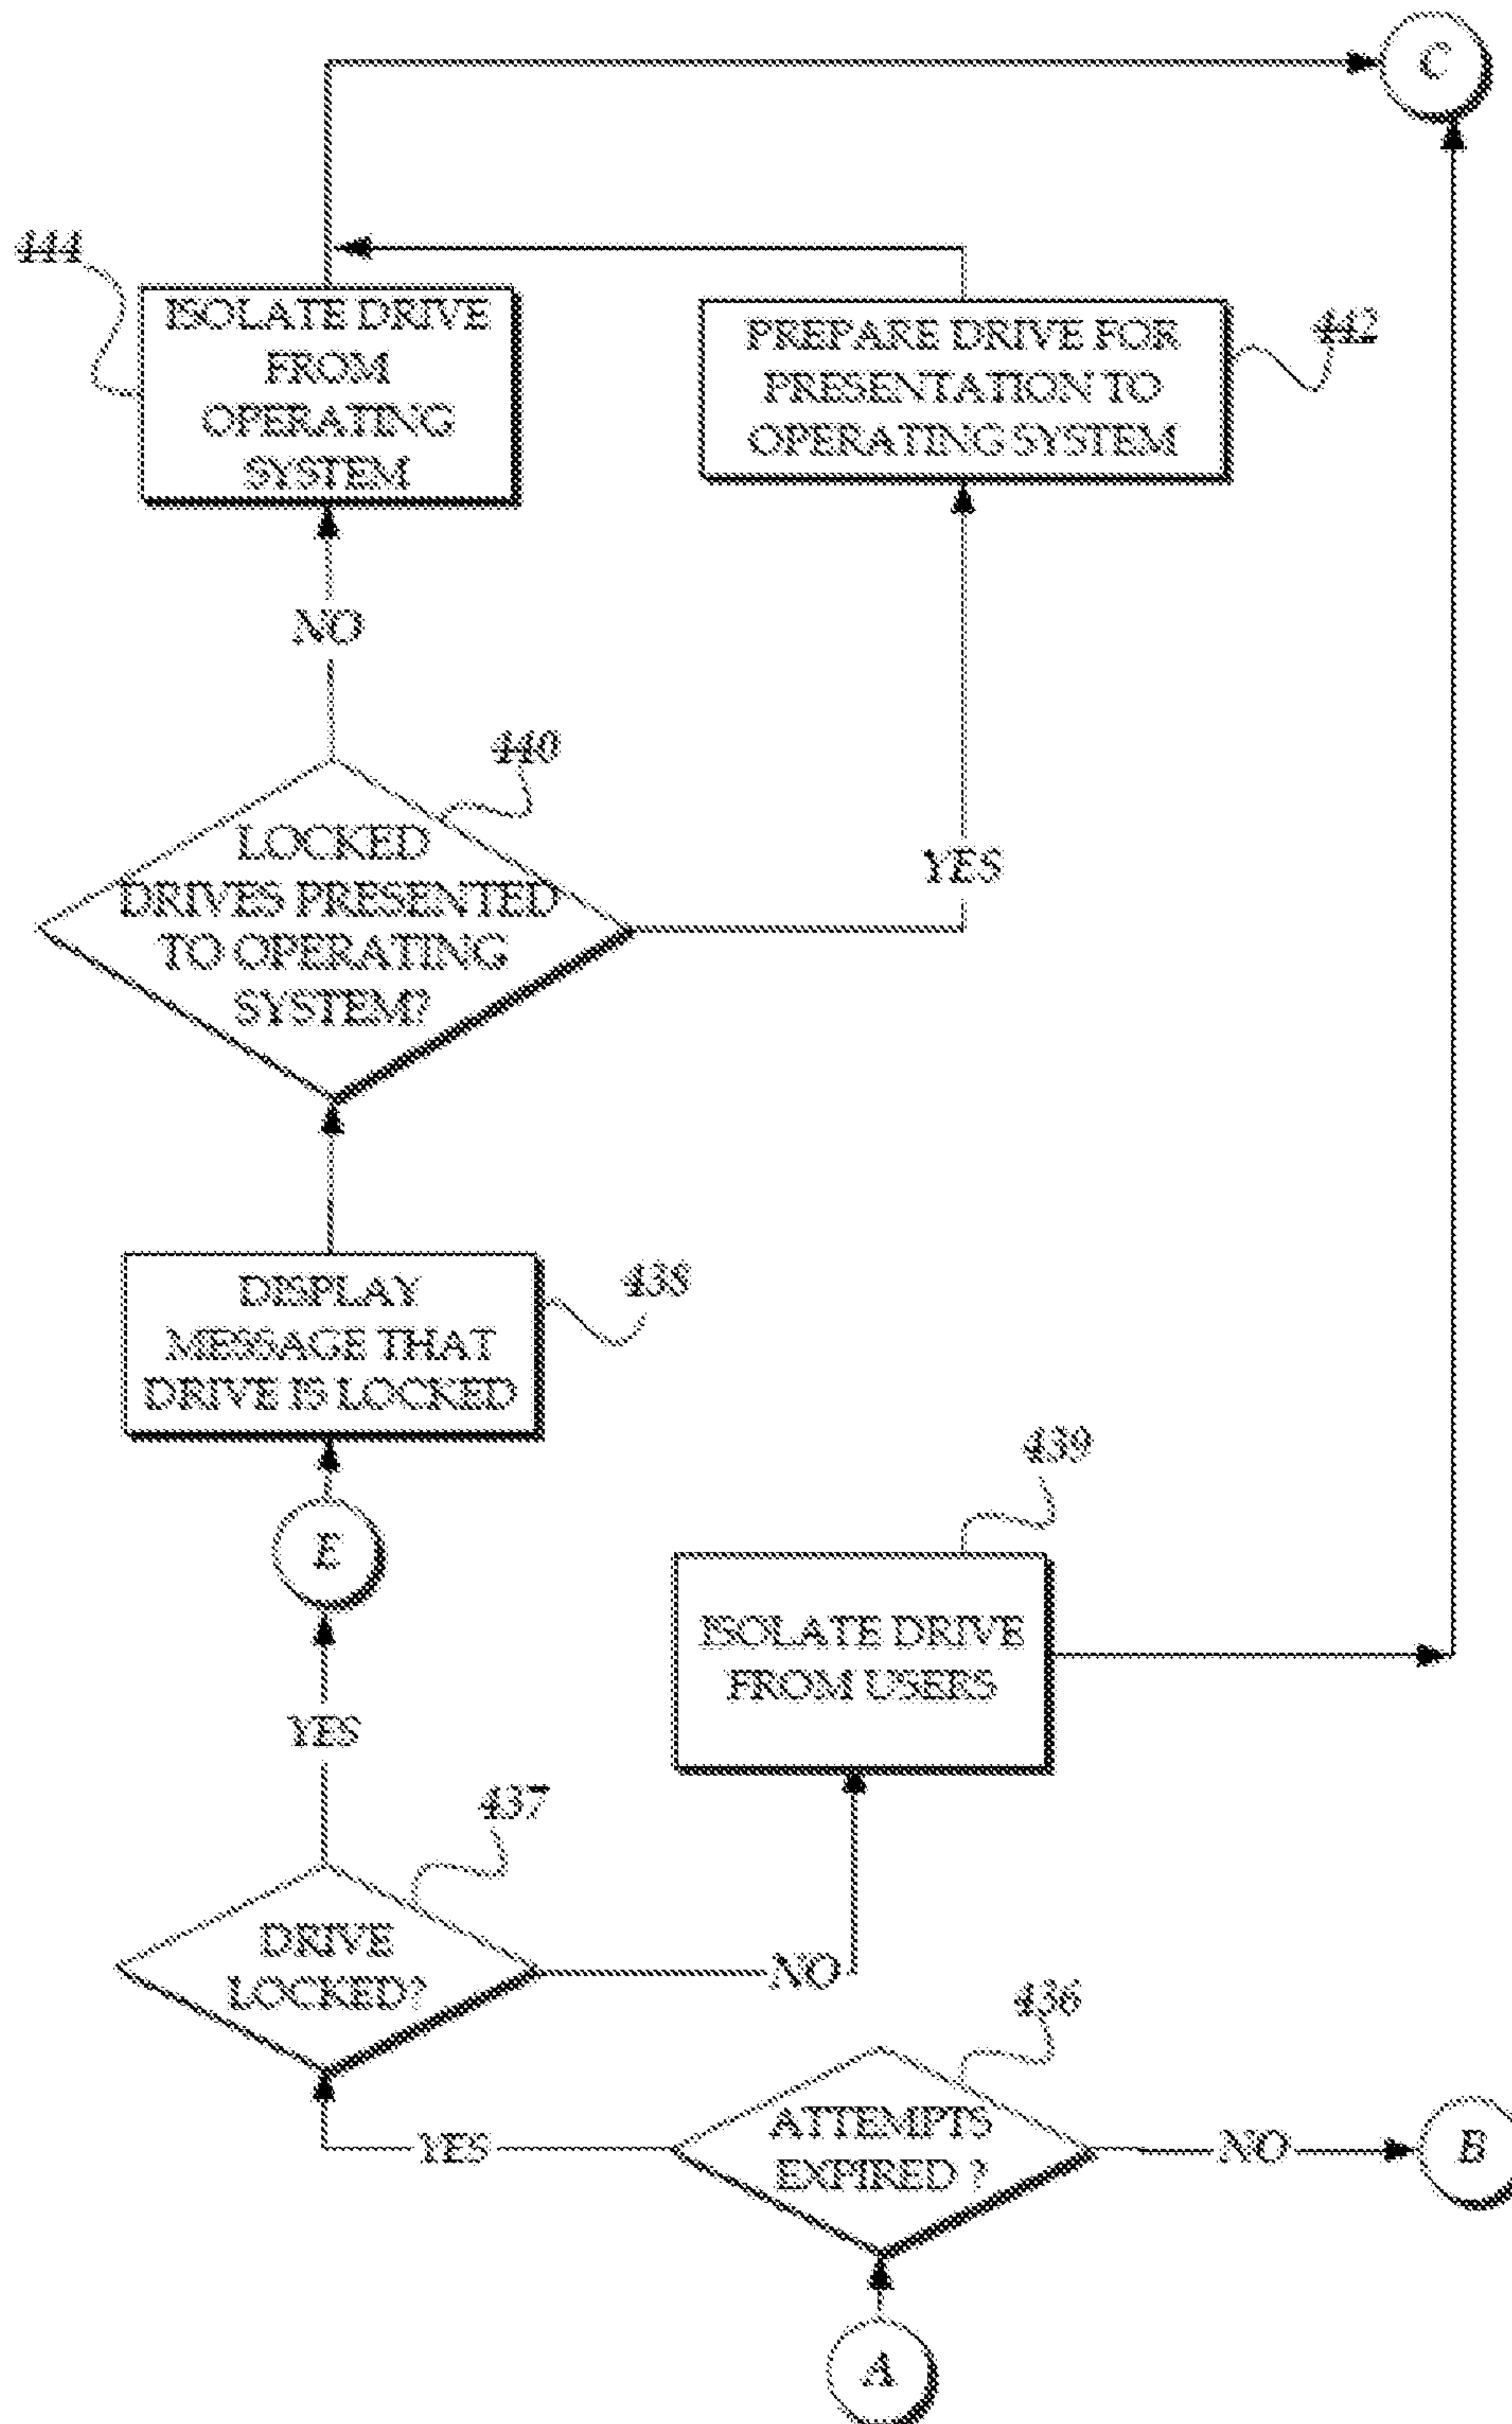 C
444
ISOLATE DRIVE
FROM
OPERATING
SYSTEM
PREPARE DRIVE FOR
PRESENTATION TO
OPERATING SYSTEM
442
NO
440
LOCKED
DRIVES PRESENTED
TO OPERATING
SYSTEM?
YES
DISPLAY
MESSAGE THAT
DRIVE IS LOCKED
438
E
439
ISOLATE DRIVE
FROM USERS
YES
437
DRIVE
LOCKED?
NO
436
ATTEMPTS
EXPIRED ?
YES
NO
B
A